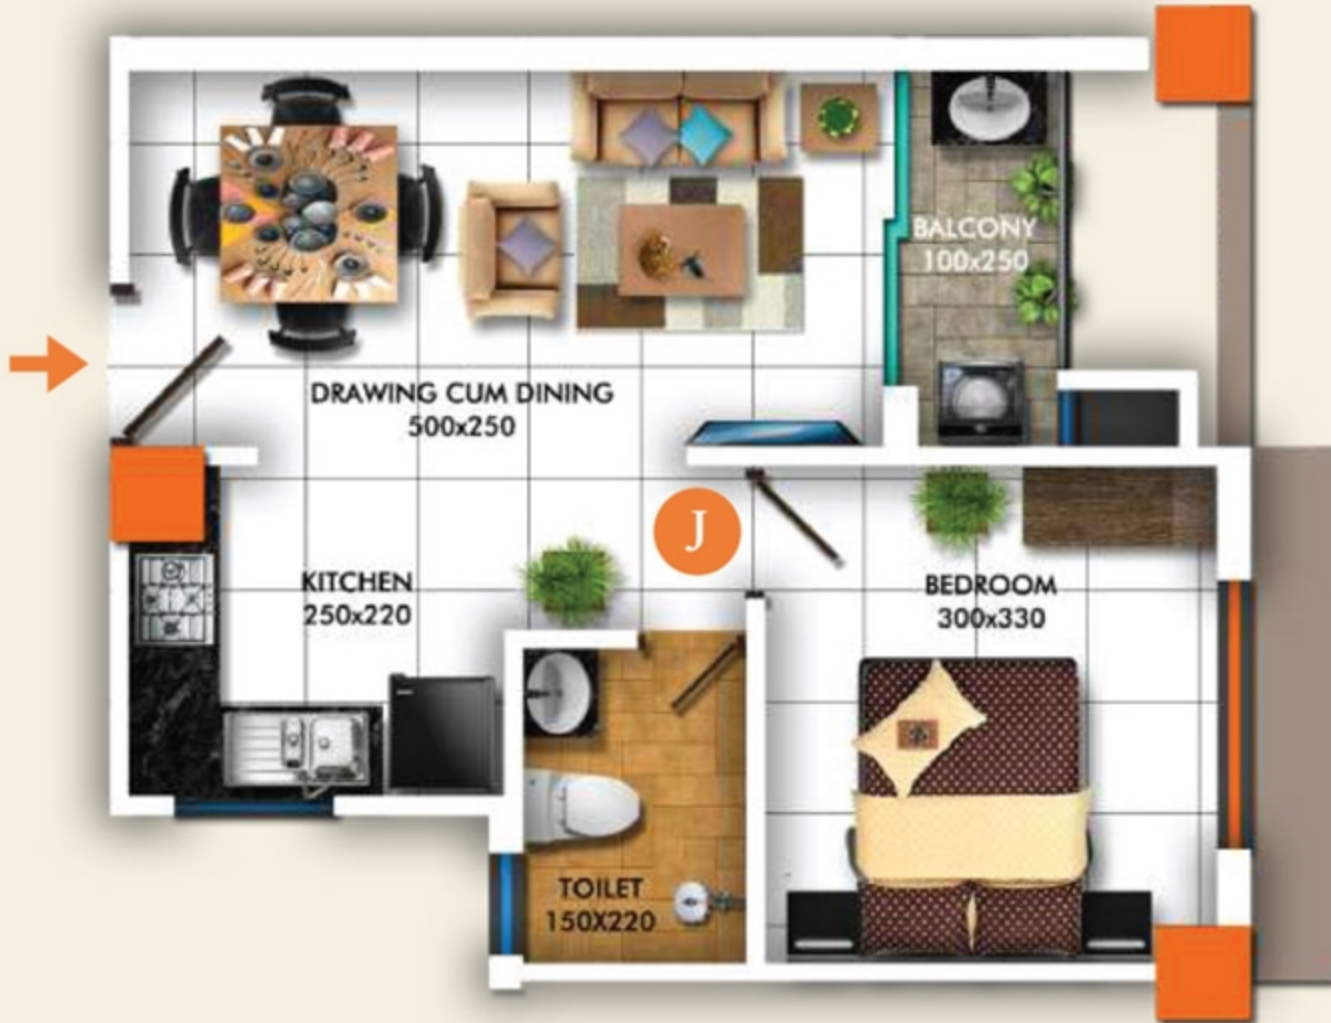 BALCONY
100x250
DRAWING CUM DINING
500x250
J
KITCHEN
250x220
BEDROOM
300x330
TOILET
150X220